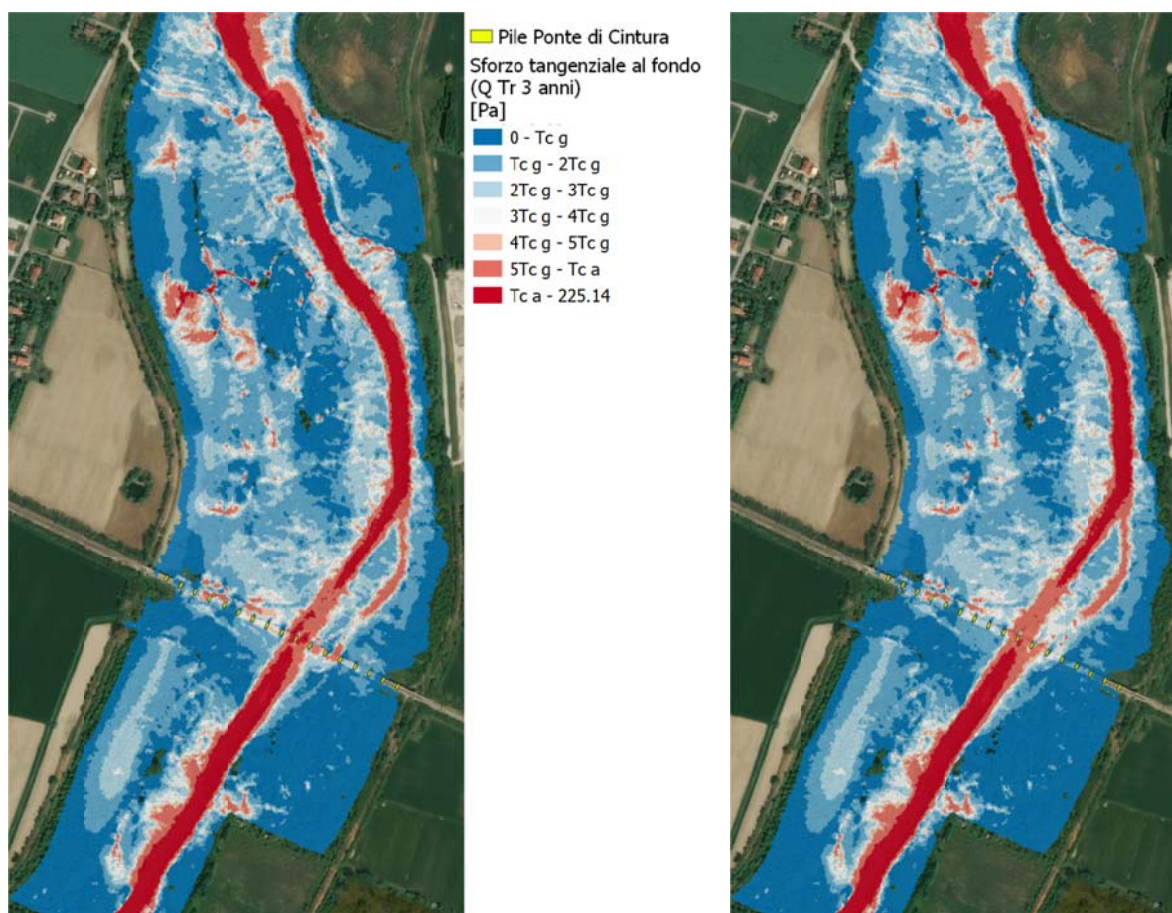 Pile Ponte di Cintura
Sforzo tangenziale al fondo
(Q Tr 3 anni)
[Pa]
0 - Tc g
Tc g - 2Tc g
2Tc g - 3Tc g
3Tc g - 4Tc g
4Tc g - 5Tc g
5Tc g - Tc a
Tc a - 225.14